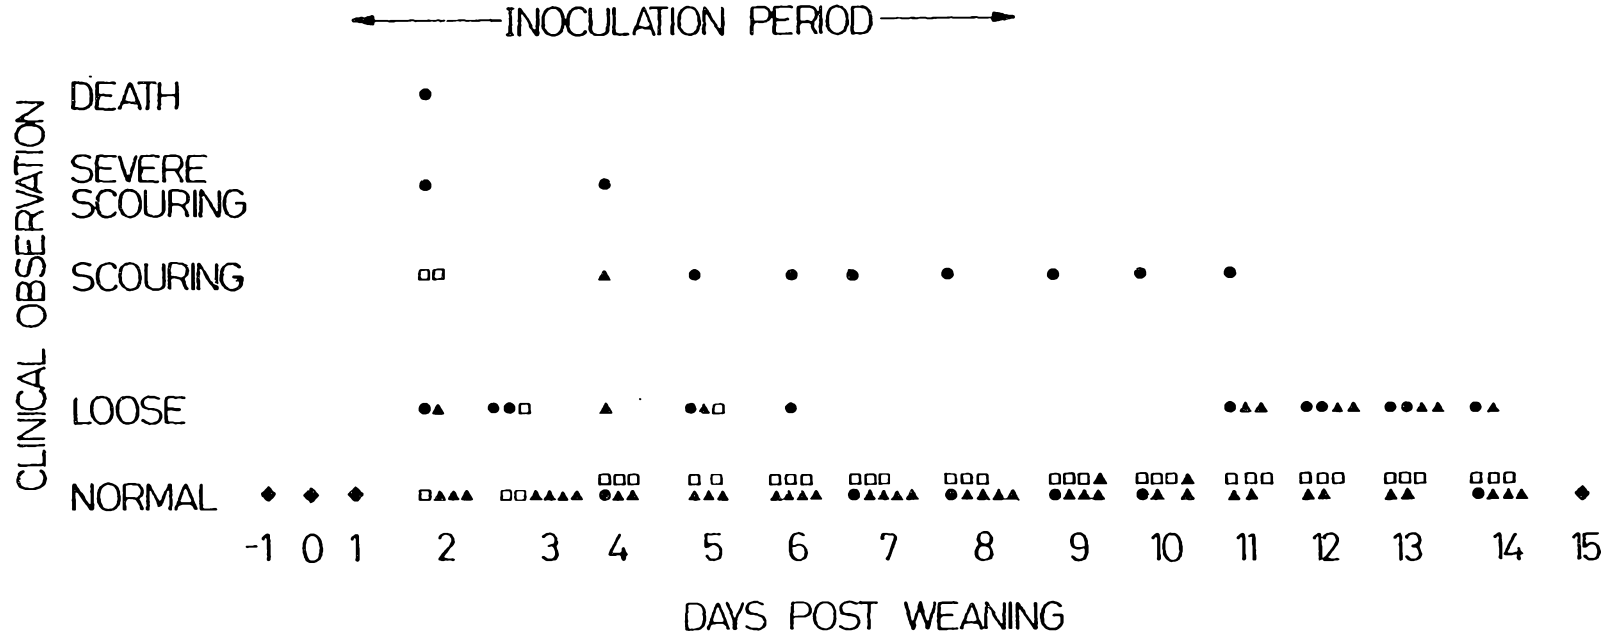 INOCULATION PERIOD
DEATH
SEVERE
SCOURING
SCOURING
LOOSE
NORMAL
CLINICAL OBSERVATION
-1 0 1 2 3 4 5 6 7 8 9 10 11 12 13 14 15
DAYS POST WEANING